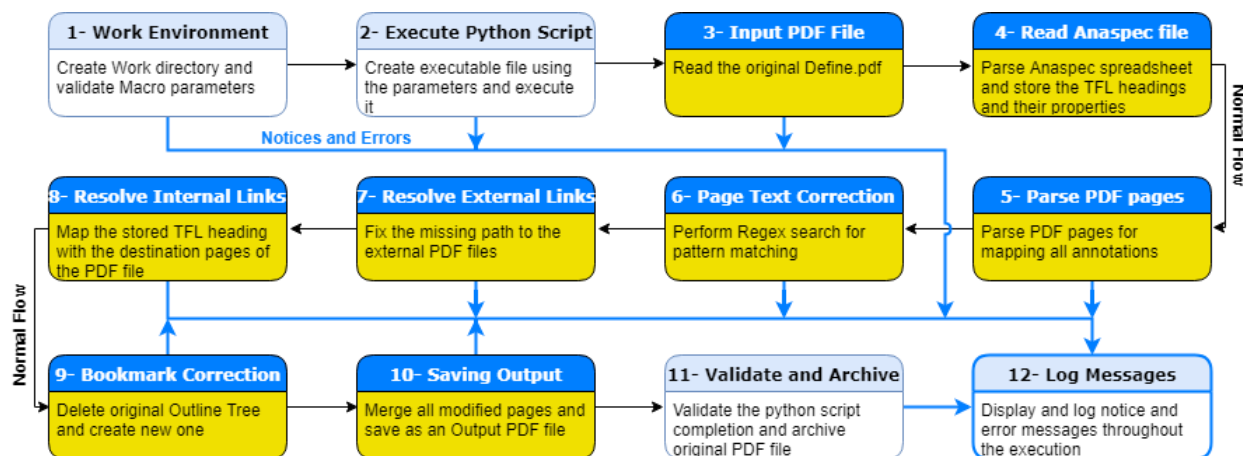 1- Work Environment
Create Work directory and
validate Macro parameters
2- Execute Python Script
Create executable file using
the parameters and execute
it
3- Input PDF File
Read the original Define.pdf
4- Read Anaspec file
Parse Anaspec spreadsheet
and store the TFL headings
and their properties
Normal Flow
Notices and Errors
8- Resolve Internal Links
Map the stored TFL heading
with the destination pages of
the PDF file
7- Resolve External Links
Fix the missing path to the
external PDF files
6- Page Text Correction
Perform Regex search for
pattern matching
5- Parse PDF pages
Parse PDF pages for
mapping all annotations
Normal Flow
9- Bookmark Correction
Delete original Outline Tree
and create new one
10- Saving Output
Merge all modified pages and
save as an Output PDF file
11- Validate and Archive
Validate the python script
completion and archive
original PDF file
12- Log Messages
Display and log notice and
error messages throughout
the execution